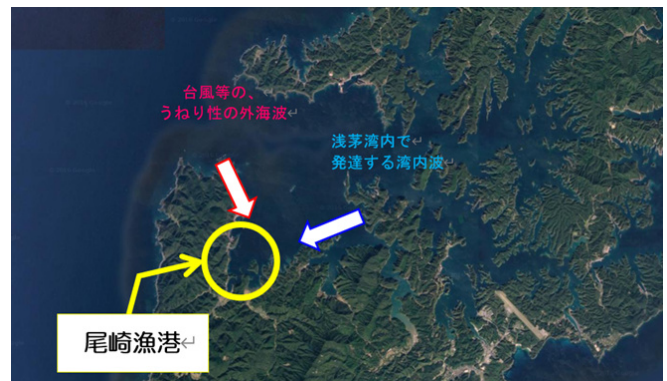 台風等の、
うねり性の外海波↵
浅茅湾内で↵
発達する湾内波↵
尾崎漁港↵